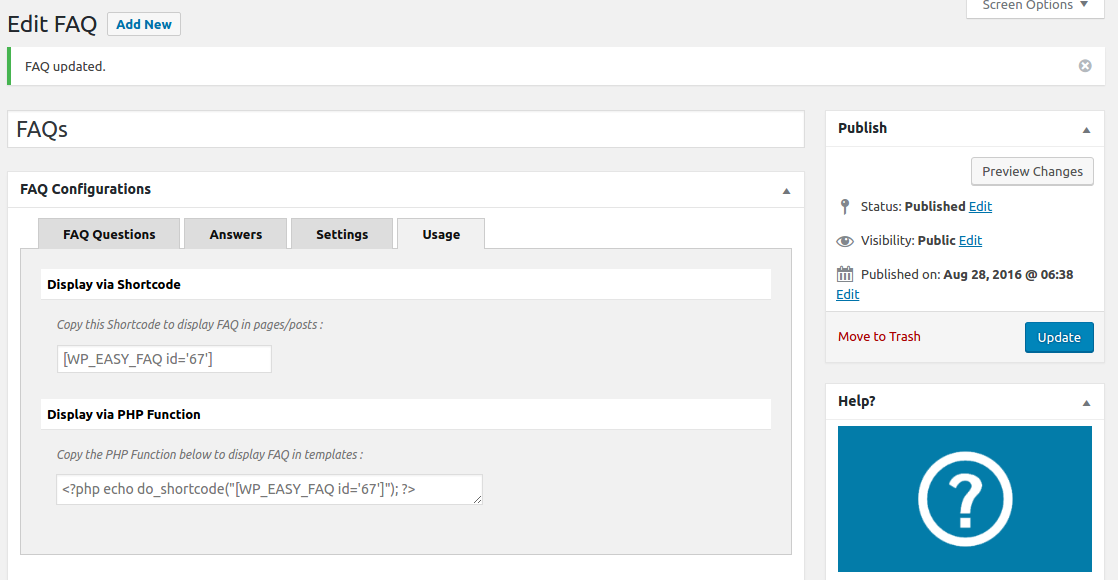 Screen Options
Edit FAQ Add New
FAQ updated.
FAQs
FAQ Configurations
FAQ Questions Answers Settings Usage
Display via Shortcode
Copy this Shortcode to display FAQ in pages/posts :
[WP_EASY_FAQ id='67']
Display via PHP Function
Copy the PHP Function below to display FAQ in templates :
<?php echo do_shortcode("[WP_EASY_FAQ id='67']"); ?>
Publish
Preview Changes
Status: Published Edit
Visibility: Public Edit
Published on: Aug 28, 2016 @ 06:38
Edit
Move to Trash Update
Help?
?